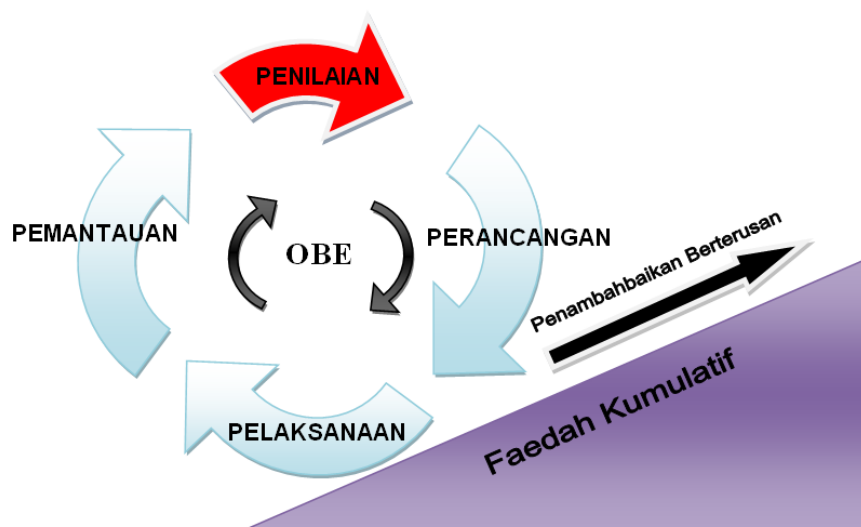 PENILAIAN
PEMANTAUAN
OBE
PERANCANGAN
PELAKSANAAN
Penambahbaikan Berterusan
Faedah Kumulatif